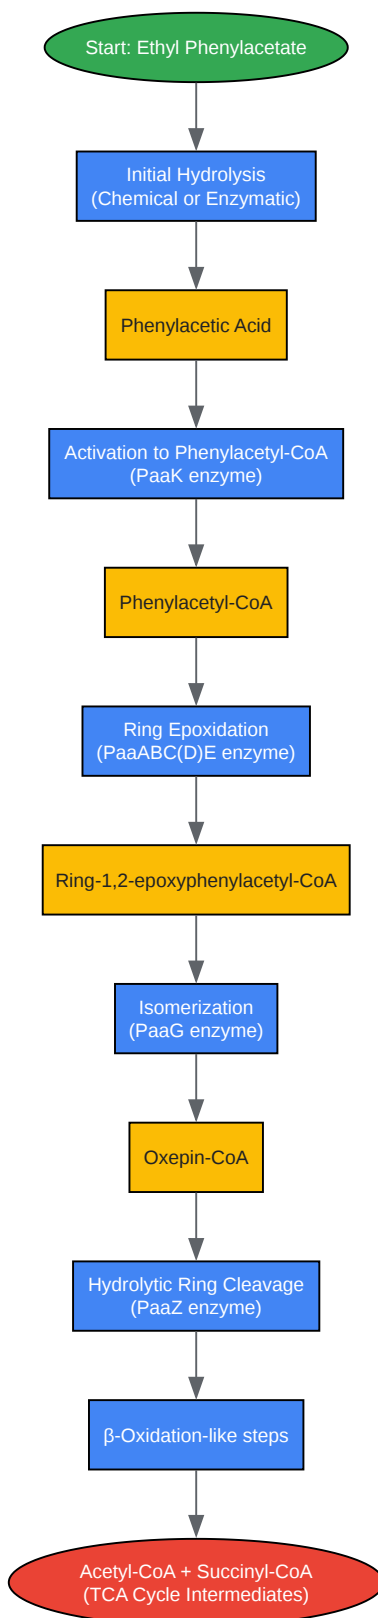 Start: Ethyl Phenylacetate
Initial Hydrolysis
(Chemical or Enzymatic)
Phenylacetic Acid
Activation to Phenylacetyl-CoA
(PaaK enzyme)
Phenylacetyl-CoA
Ring Epoxidation
(PaaABC(D)E enzyme)
Ring-1,2-epoxyphenylacetyl-CoA
Isomerization
(PaaG enzyme)
Oxepin-CoA
Hydrolytic Ring Cleavage
(PaaZ enzyme)
β-Oxidation-like steps
Acetyl-CoA + Succinyl-CoA
(TCA Cycle Intermediates)